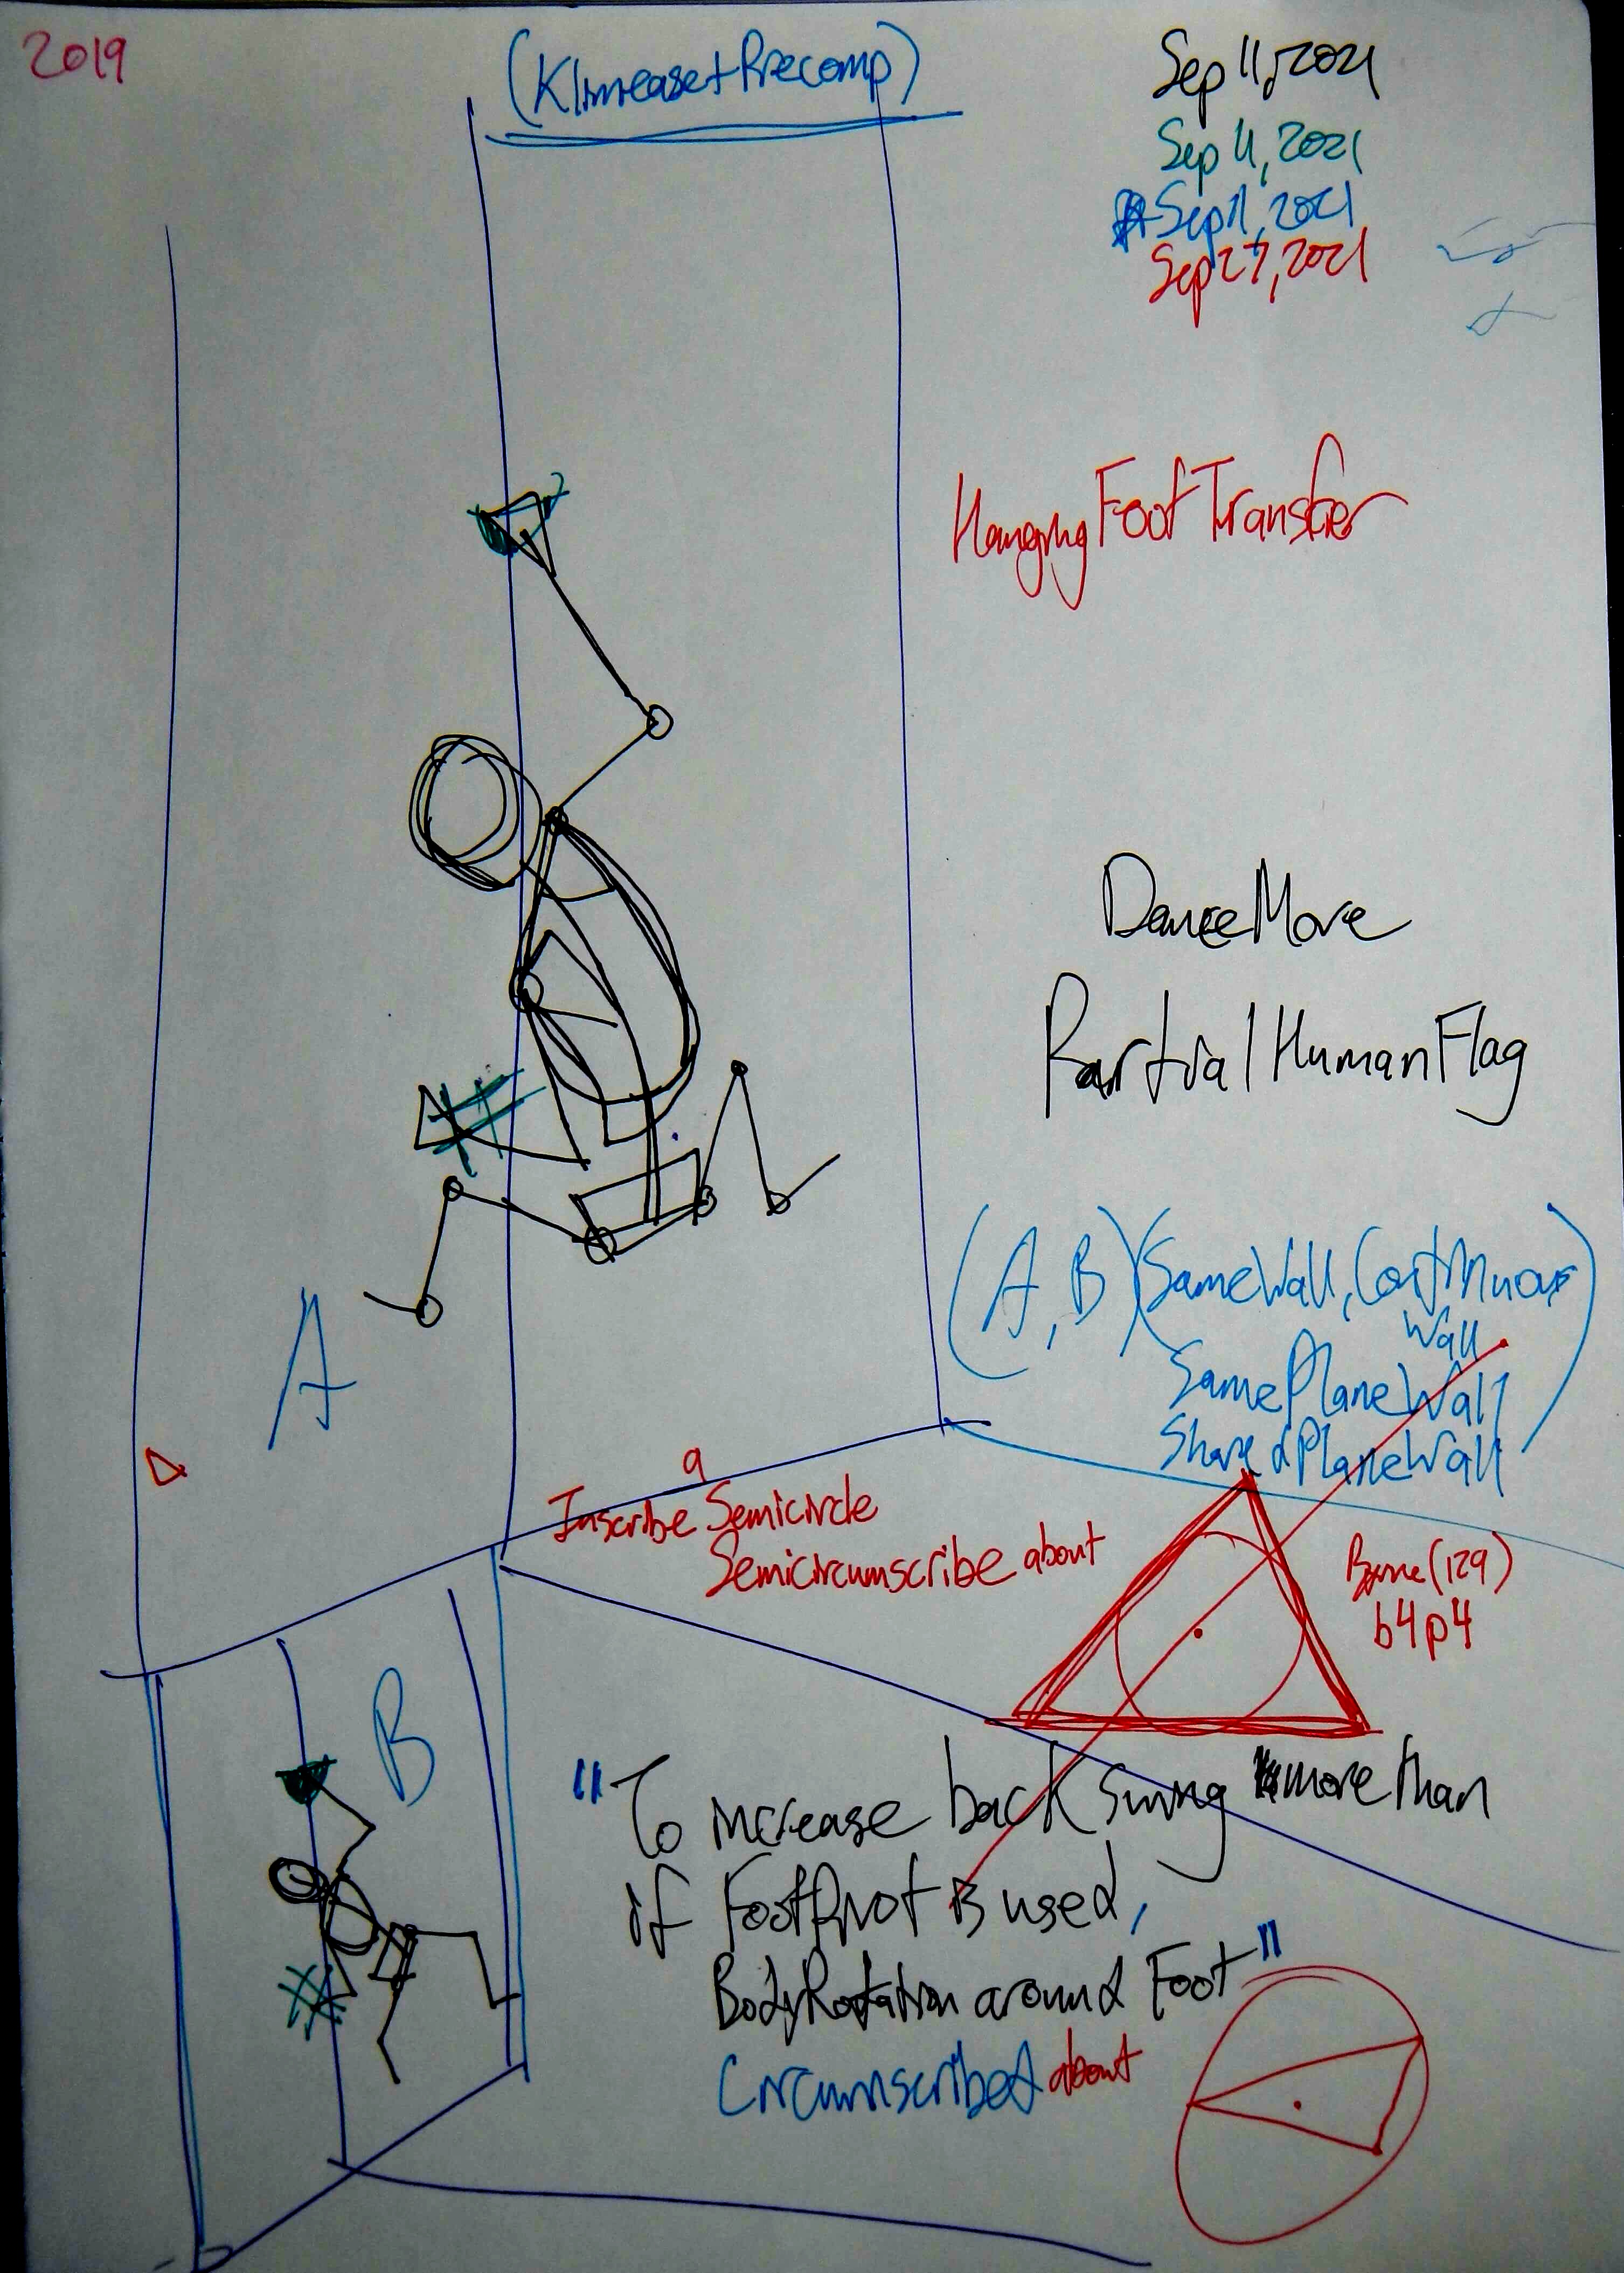 2019
(Klimeaset Precomp)
Sep 11, 2021
Sep 11, 2021
Sep 11, 2021
Sep 27, 2021
Hanging Foot Transfer
Dance Move
Partial Human Flag
(A, B) (Same Wall, Continuous
Wall
Same Plane Wall
Shared Plane Wall)
A
a
Inscribe Semicircle
Semicircumscribe about
Byrne (129)
b4p4
B
"To increase back swing more than
if Foot Pivot is used,
Body Rotation around Foot"
Circumscribed about